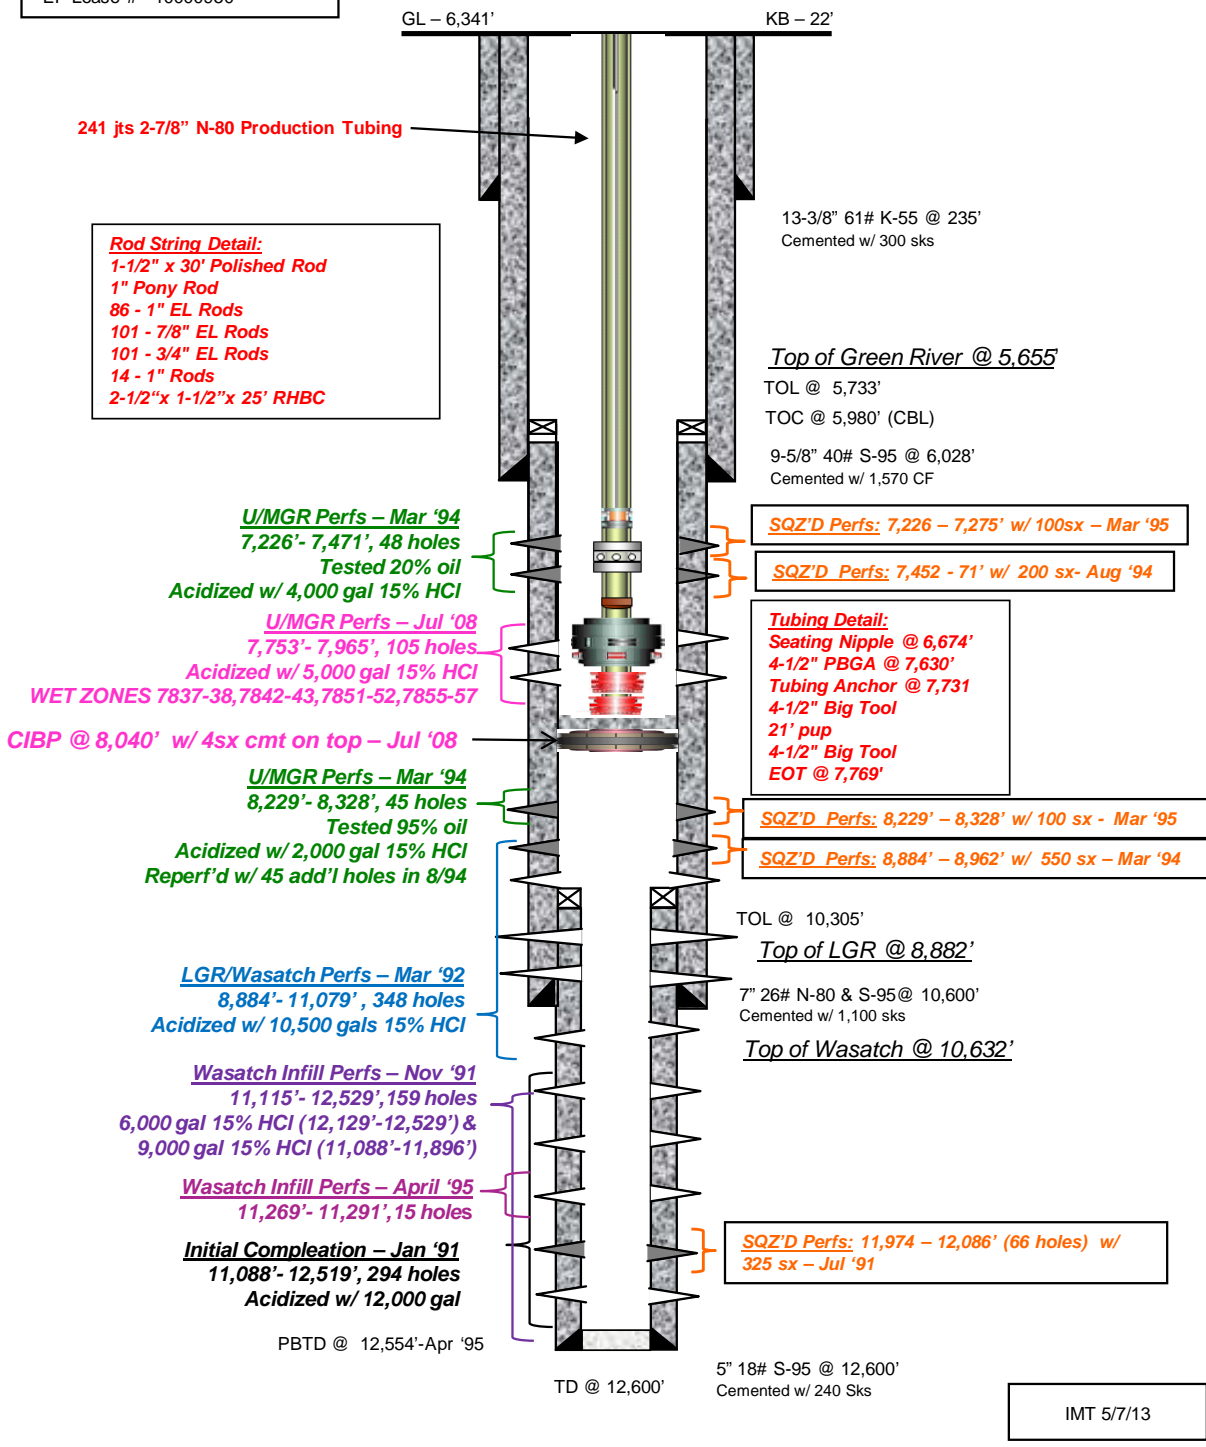 GL – 6,341’
KB – 22’
241 jts 2-7/8” N-80 Production Tubing
13-3/8” 61# K-55 @ 235’
Cemented w/ 300 sks
Rod String Detail:
1-1/2" x 30' Polished Rod
1" Pony Rod
86 - 1" EL Rods
101 - 7/8" EL Rods
101 - 3/4" EL Rods
14 - 1" Rods
2-1/2“x 1-1/2”x 25’ RHBC
Top of Green River @ 5,655’
TOL @ 5,733’
TOC @ 5,980’ (CBL)
9-5/8” 40# S-95 @ 6,028’
Cemented w/ 1,570 CF
U/MGR Perfs – Mar ‘94
7,226’- 7,471’, 48 holes
Tested 20% oil
Acidized w/ 4,000 gal 15% HCl
SQZ’D Perfs: 7,226 – 7,275’ w/ 100sx – Mar ’95
SQZ’D Perfs: 7,452 - 71’ w/ 200 sx- Aug ’94
U/MGR Perfs – Jul ‘08
7,753’- 7,965’, 105 holes
Acidized w/ 5,000 gal 15% HCl
WET ZONES 7837-38,7842-43,7851-52,7855-57
Tubing Detail:
Seating Nipple @ 6,674’
4-1/2" PBGA @ 7,630’
Tubing Anchor @ 7,731
4-1/2" Big Tool
21’ pup
4-1/2" Big Tool
EOT @ 7,769'
CIBP @ 8,040’ w/ 4sx cmt on top – Jul ‘08
U/MGR Perfs – Mar ‘94
8,229’- 8,328’, 45 holes
Tested 95% oil
Acidized w/ 2,000 gal 15% HCl
Reperf’d w/ 45 add’l holes in 8/94
SQZ’D Perfs: 8,229’ – 8,328’ w/ 100 sx - Mar ’95
SQZ’D Perfs: 8,884’ – 8,962’ w/ 550 sx – Mar ‘94
TOL @ 10,305’
Top of LGR @ 8,882’
LGR/Wasatch Perfs – Mar ‘92
8,884’- 11,079’ , 348 holes
Acidized w/ 10,500 gals 15% HCl
7” 26# N-80 & S-95@ 10,600’
Cemented w/ 1,100 sks
Top of Wasatch @ 10,632’
Wasatch Infill Perfs – Nov ‘91
11,115’- 12,529’,159 holes
6,000 gal 15% HCl (12,129’-12,529’) &
9,000 gal 15% HCl (11,088’-11,896’)
Wasatch Infill Perfs – April ‘95
11,269’- 11,291’,15 holes
Initial Compleation – Jan ‘91
11,088’- 12,519’, 294 holes
Acidized w/ 12,000 gal
SQZ’D Perfs: 11,974 – 12,086’ (66 holes) w/
325 sx – Jul ’91
PBTD @ 12,554’-Apr ‘95
TD @ 12,600’
5” 18# S-95 @ 12,600’
Cemented w/ 240 Sks
IMT 5/7/13